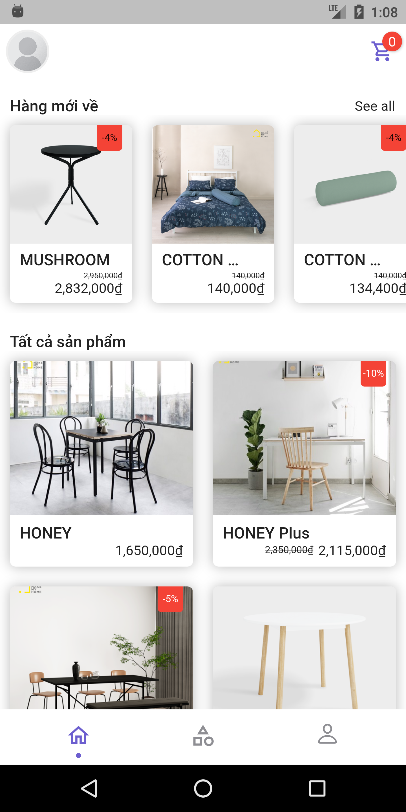 LTE 1:08
0
Hàng mới về
See all
-4%
-4%
MUSHROOM
2,950,000₫
2,832,000₫
COTTON ...
140,000₫
140,000₫
COTTON ...
140,000₫
134,400₫
Tất cả sản phẩm
-10%
HONEY
1,650,000₫
HONEY Plus
2,350,000₫ 2,115,000₫
-5%